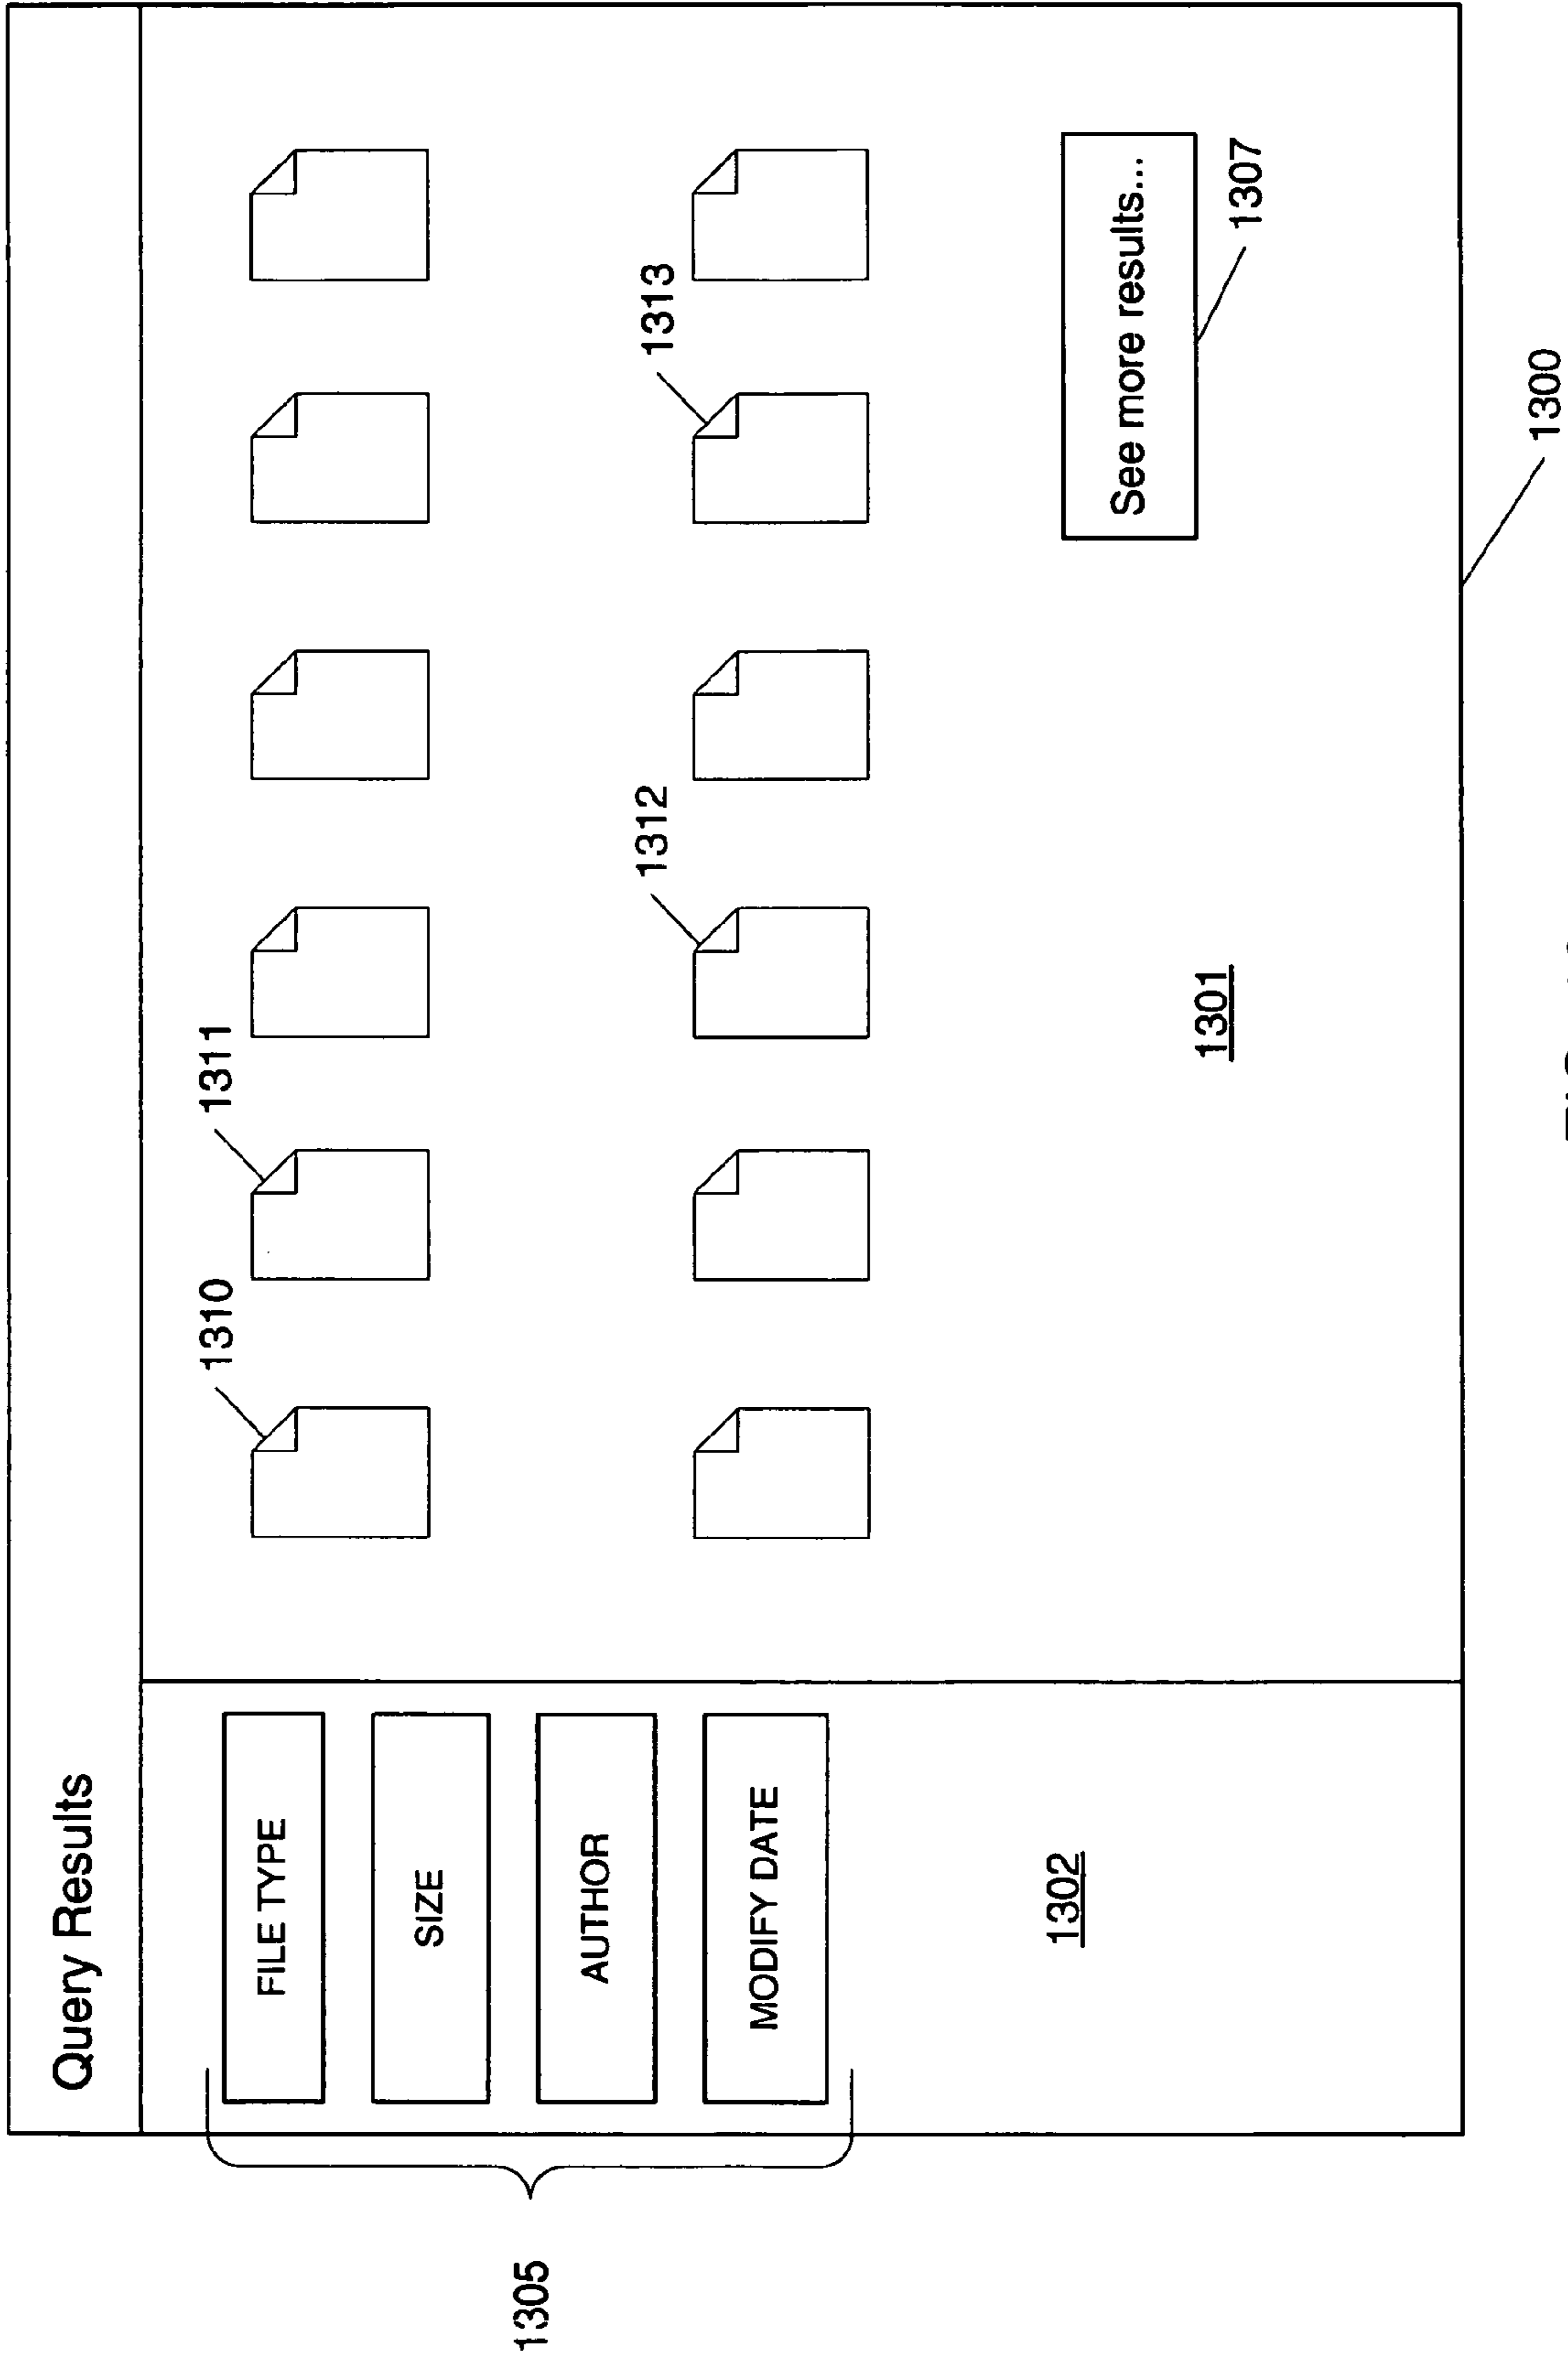 Query Results
1310
1311
1312
1313
FILE TYPE
SIZE
AUTHOR
MODIFY DATE
1305
1302
1301
See more results...
1307
1300